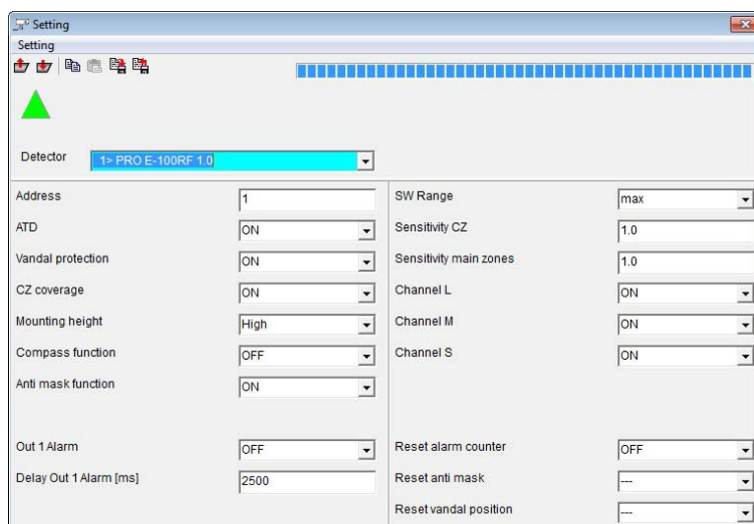 Setting
Setting
Detector 1> PRO E-100RF 1.0
Address 1
ATD ON
Vandal protection ON
CZ coverage ON
Mounting height High
Compass function OFF
Anti mask function ON
Out 1 Alarm OFF
Delay Out 1 Alarm [ms] 2500
SW Range max
Sensitivity CZ 1.0
Sensitivity main zones 1.0
Channel L ON
Channel M ON
Channel S ON
Reset alarm counter OFF
Reset anti mask ---
Reset vandal position ---